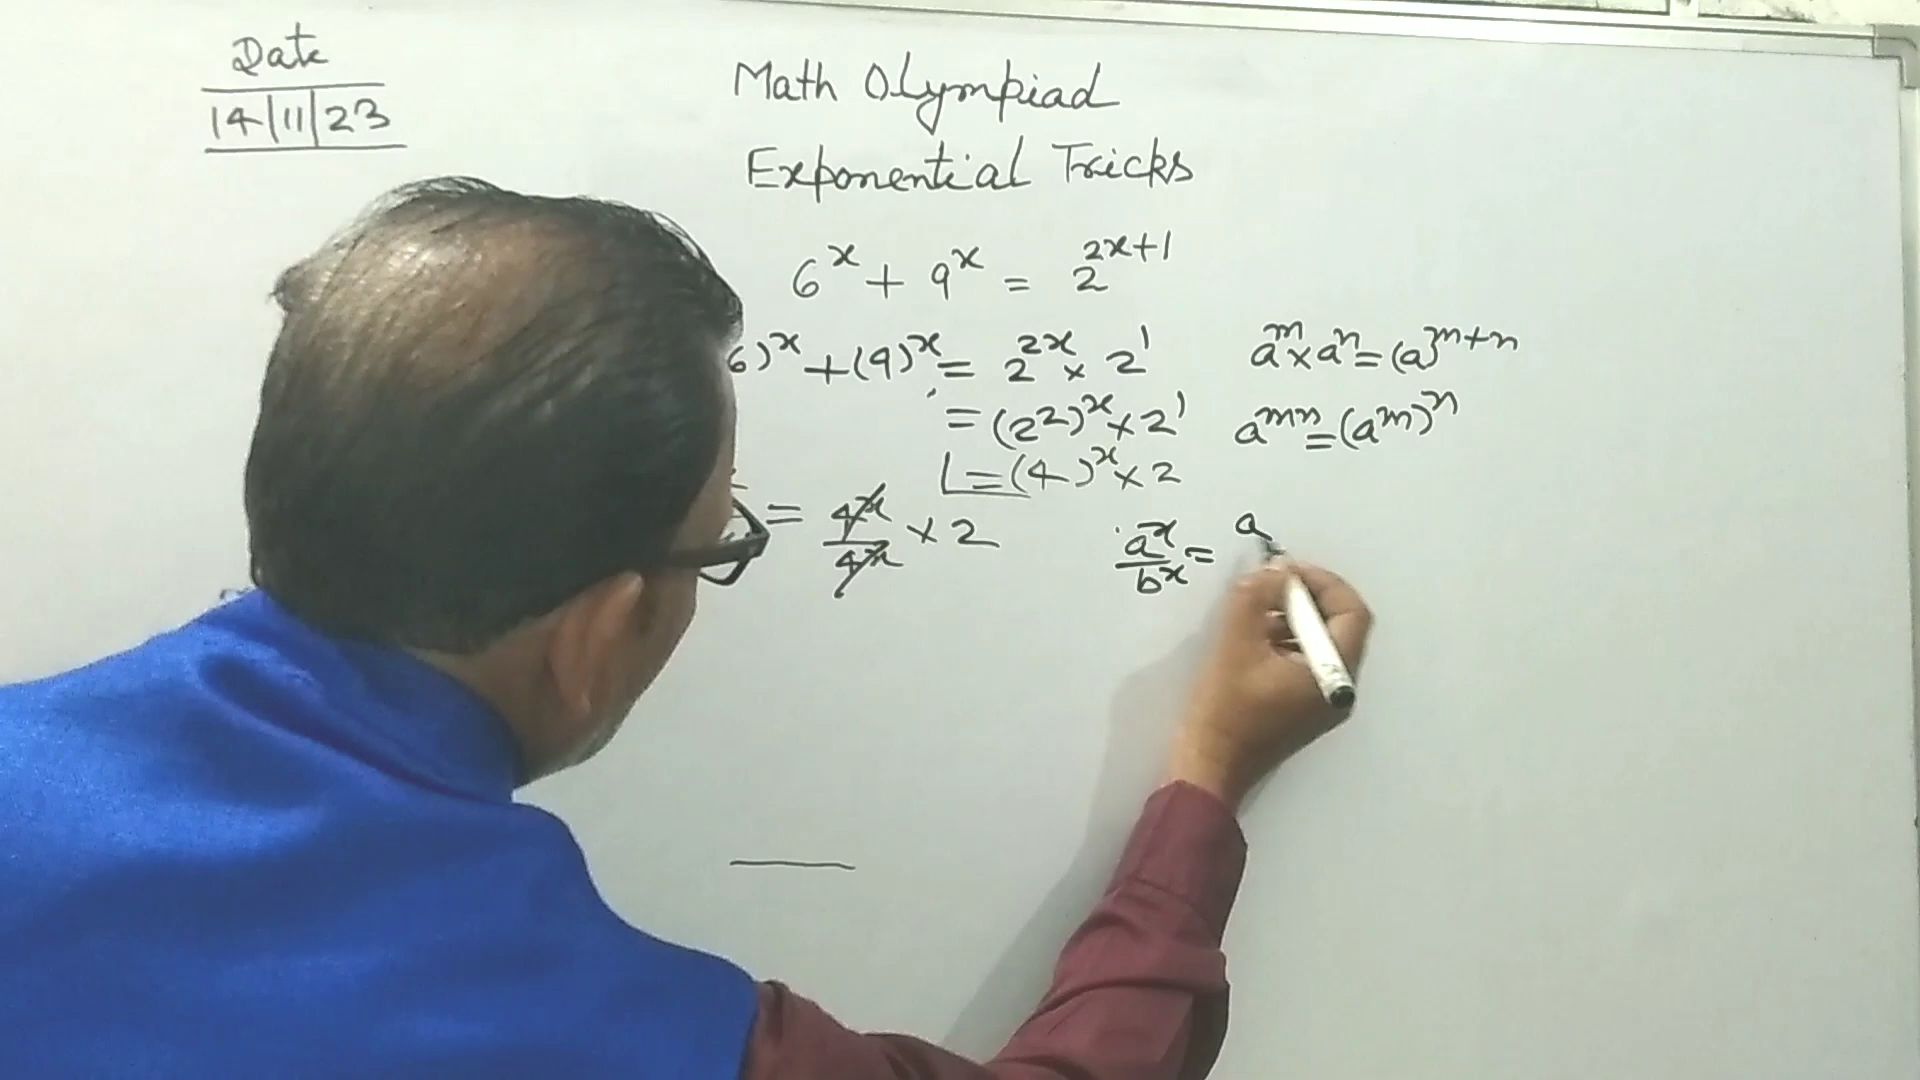 Date
14/11/23
Math Olympiad
Exponential Tricks
6^x + 9^x = 2^{2x+1}
6)^x + (9)^x = 2^{2x} × 2^1
a^m × a^n = (a)^{m+n}
= (2^2)^x × 2^1
a^{mn} = (a^m)^n
= (4)^x × 2
= 4^x/4^x × 2
a^x/b^x = a